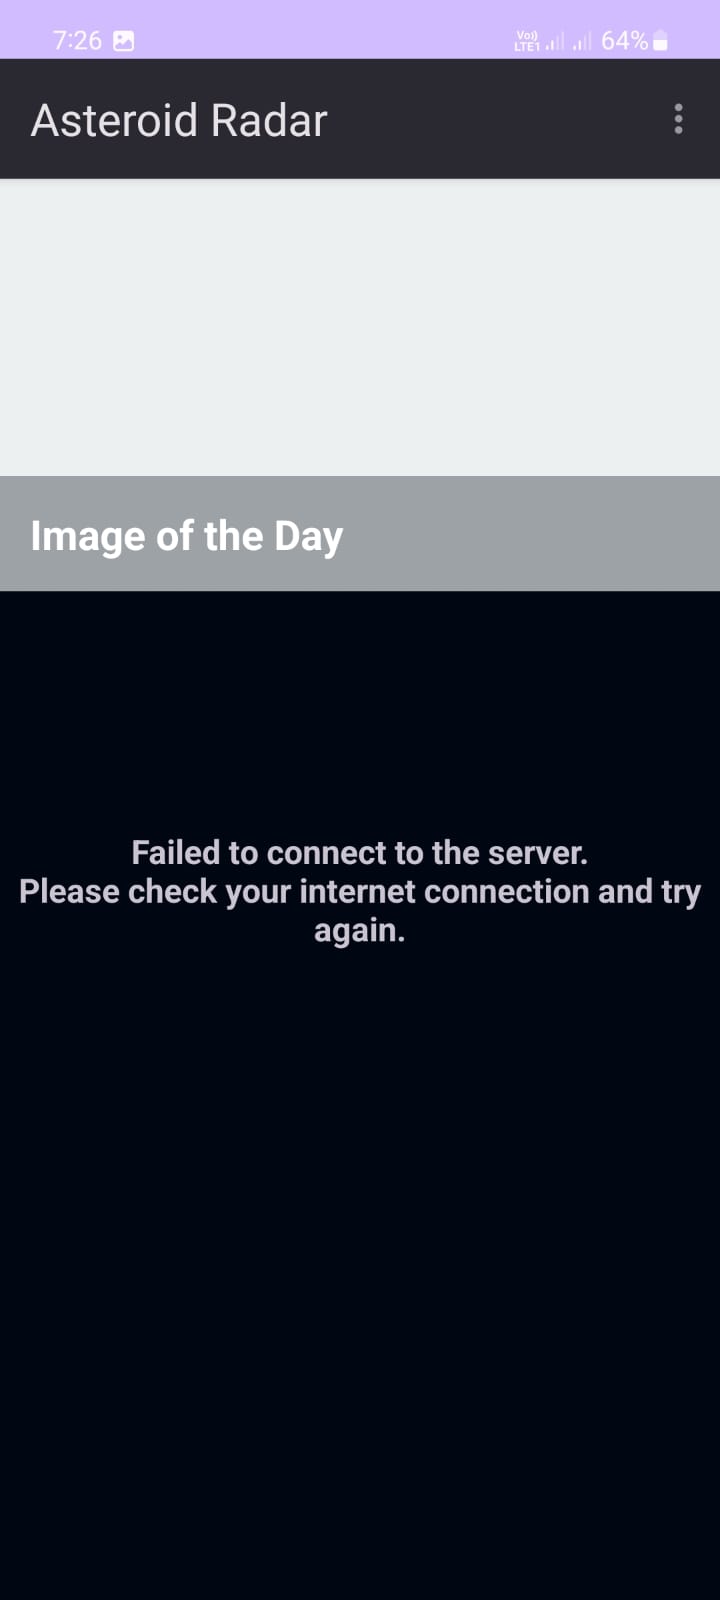 7:26 Vo)) LTE1 64%
Asteroid Radar
Image of the Day
Failed to connect to the server.
Please check your internet connection and try
again.